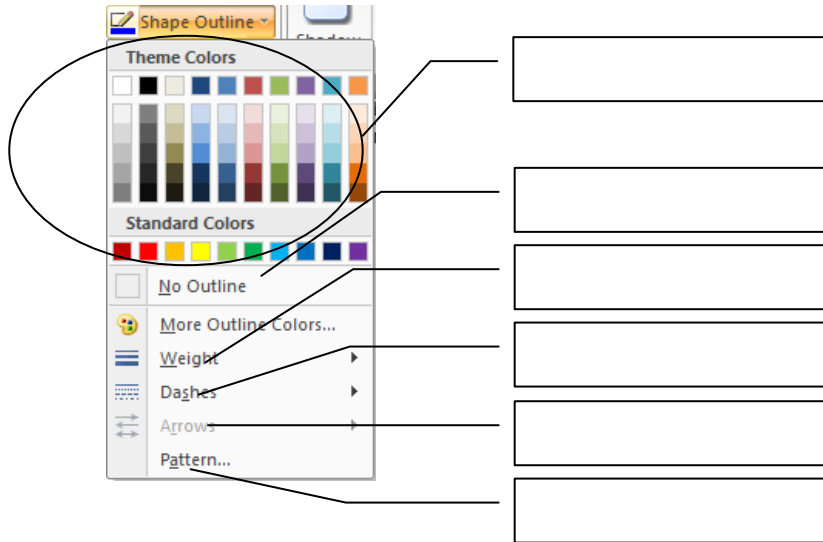 Shape Outline
Theme Colors
Standard Colors
No Outline
More Outline Colors...
Weight
Dashes
Arrows
Pattern...